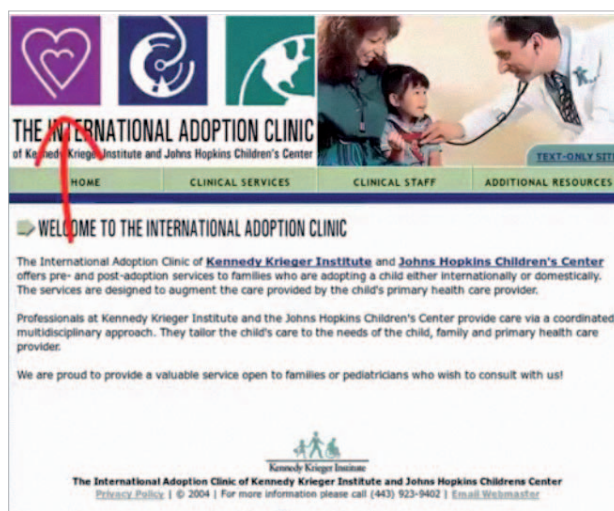 THE INTERNATIONAL ADOPTION CLINIC
of Kennedy Krieger Institute and Johns Hopkins Children's Center
TEXT-ONLY SITE
HOME CLINICAL SERVICES CLINICAL STAFF ADDITIONAL RESOURCES
WELCOME TO THE INTERNATIONAL ADOPTION CLINIC
The International Adoption Clinic of Kennedy Krieger Institute and Johns Hopkins Children's Center
offers pre- and post-adoption services to families who are adopting a child either internationally or domestically.
The services are designed to augment the care provided by the child's primary health care provider.
Professionals at Kennedy Krieger Institute and the Johns Hopkins Children's Center provide care via a coordinated
multidisciplinary approach. They tailor the child's care to the needs of the child, family and primary health care
provider.
We are proud to provide a valuable service open to families or pediatricians who wish to consult with us!
Kennedy Krieger Institute
The International Adoption Clinic of Kennedy Krieger Institute and Johns Hopkins Childrens Center
Privacy Policy | © 2004 | For more information please call (443) 923-9402 | Email Webmaster